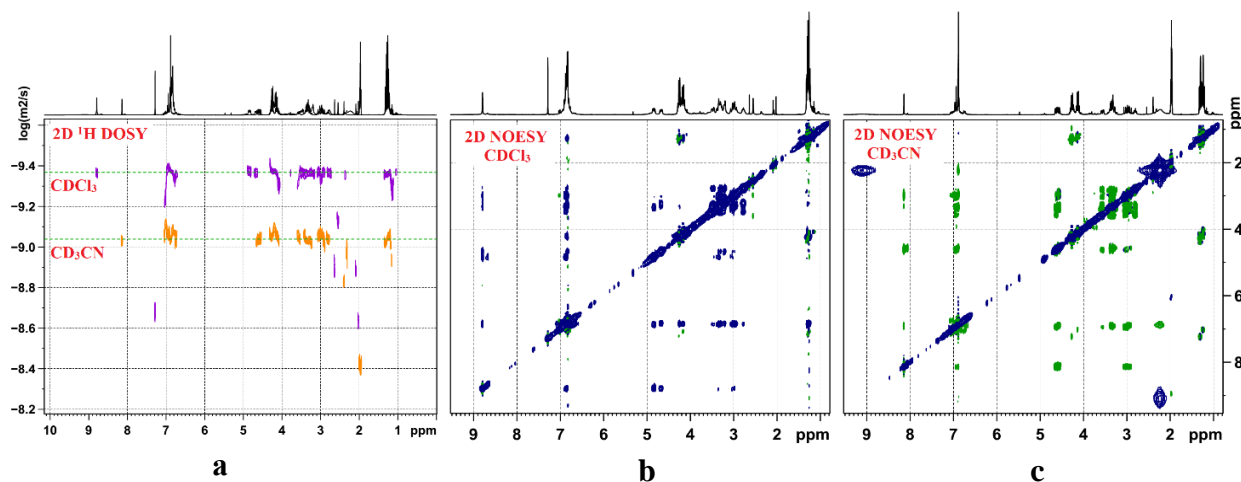 log(m2/s)
2D ¹H DOSY
−9.4
CDCl₃
−9.2
−9.0
CD₃CN
−8.8
−8.6
−8.4
−8.2
10 9 8 7 6 5 4 3 2 1 ppm
a
2D NOESY
CDCl₃
9 8 7 6 5 4 3 2 ppm
b
2D NOESY
CD₃CN
ppm
2
4
6
8
9 8 7 6 5 4 3 2 ppm
c